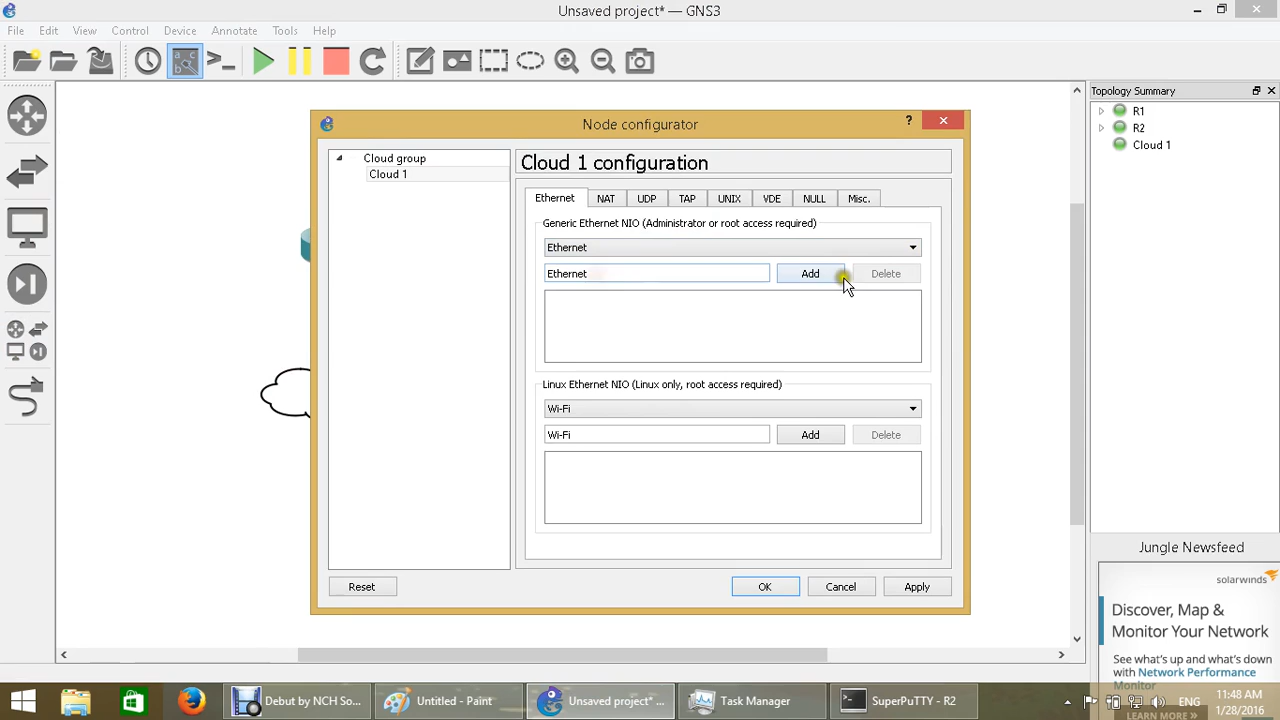 Unsaved project* — GNS3
File Edit View Control Device Annotate Tools Help
Topology Summary
R1
R2
Cloud 1
Node configurator
?
Cloud group
Cloud 1
Cloud 1 configuration
Ethernet NAT UDP TAP UNIX VDE NULL Misc.
Generic Ethernet NIO (Administrator or root access required)
Ethernet
Ethernet Add Delete
Linux Ethernet NIO (Linux only, root access required)
Wi-Fi
Wi-Fi Add Delete
Reset OK Cancel Apply
Jungle Newsfeed
solarwinds
Discover, Map &
Monitor Your Network
See what's up and what's down
with Network Performance
Monitor
LEARN MORE »
Debut by NCH So... Untitled - Paint Unsaved project* ... Task Manager SuperPuTTY - R2 ENG 11:48 AM
1/28/2016